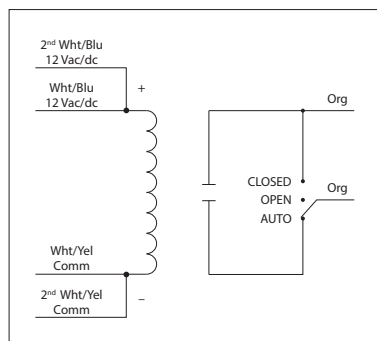 2nd Wht/Blu
12 Vac/dc
Wht/Blu
12 Vac/dc
+
Org
CLOSED
OPEN
AUTO
Org
Wht/Yel
Comm
2nd Wht/Yel
Comm
–